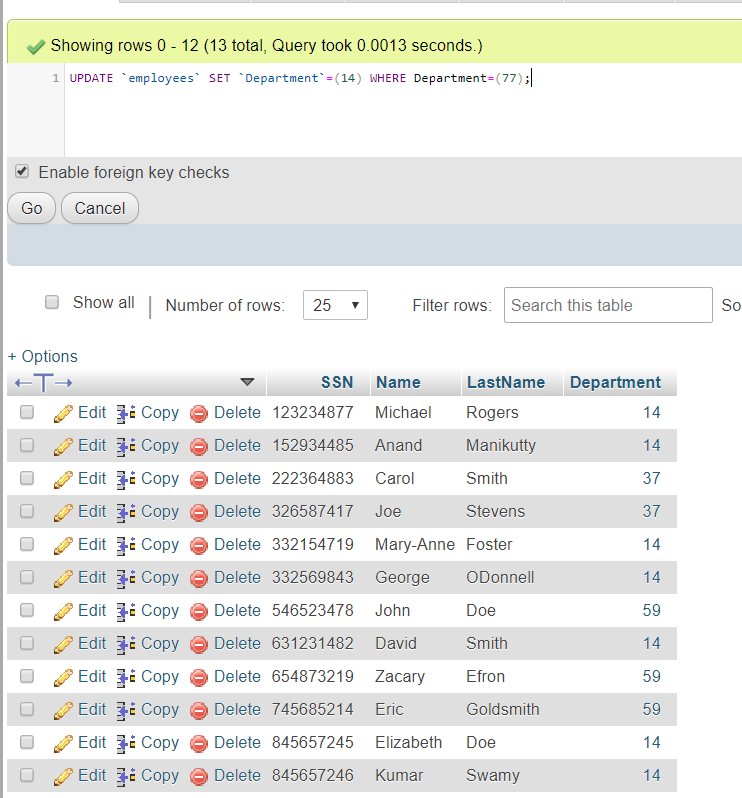 Showing rows 0 - 12 (13 total, Query took 0.0013 seconds.)
1 UPDATE `employees` SET `Department`=(14) WHERE Department=(77);
Enable foreign key checks
Go Cancel
Show all | Number of rows: 25 Filter rows: Search this table So
+ Options
SSN Name LastName Department
Edit Copy Delete 123234877 Michael Rogers 14
Edit Copy Delete 152934485 Anand Manikutty 14
Edit Copy Delete 222364883 Carol Smith 37
Edit Copy Delete 326587417 Joe Stevens 37
Edit Copy Delete 332154719 Mary-Anne Foster 14
Edit Copy Delete 332569843 George ODonnell 14
Edit Copy Delete 546523478 John Doe 59
Edit Copy Delete 631231482 David Smith 14
Edit Copy Delete 654873219 Zacary Efron 59
Edit Copy Delete 745685214 Eric Goldsmith 59
Edit Copy Delete 845657245 Elizabeth Doe 14
Edit Copy Delete 845657246 Kumar Swamy 14